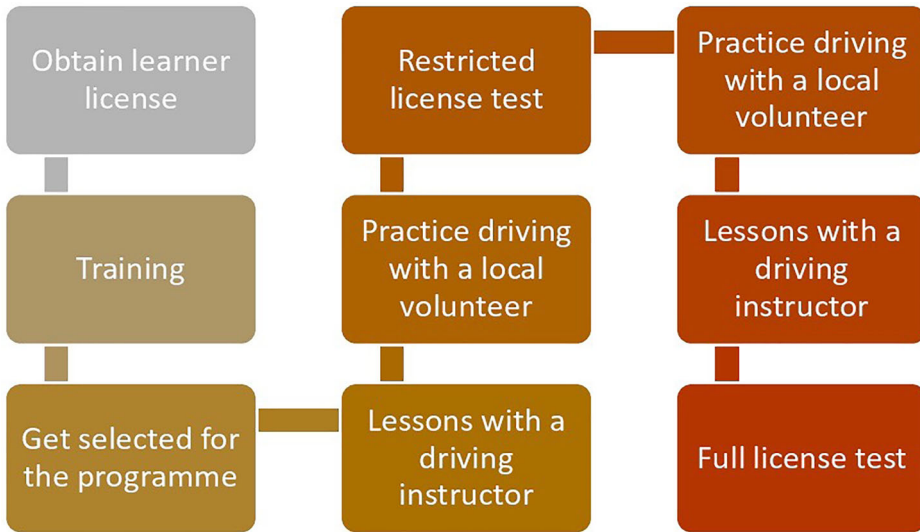 Obtain learner
license
Training
Get selected for
the programme
Lessons with a
driving
instructor
Practice driving
with a local
volunteer
Restricted
license test
Practice driving
with a local
volunteer
Lessons with a
driving
instructor
Full license test